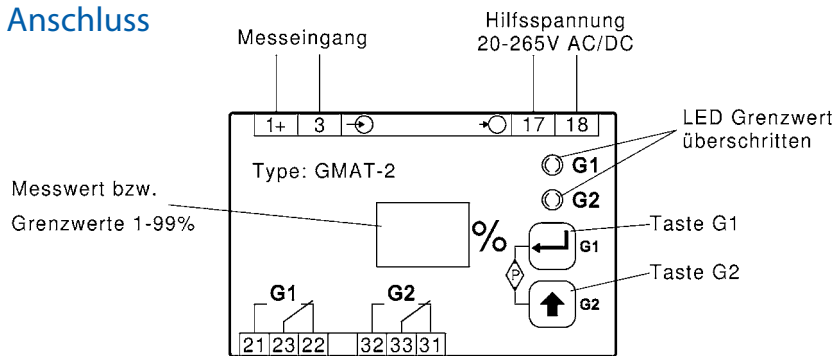 Anschluss
Messeingang
Hilfsspannung
20-265V AC/DC
1+ 3 17 18
LED Grenzwert
überschritten
Type: GMAT-2
G1
G2
Messwert bzw.
Grenzwerte 1-99%
%
G1
Taste G1
P
Taste G2
G2
G1 G2
21 23 22 32 33 31